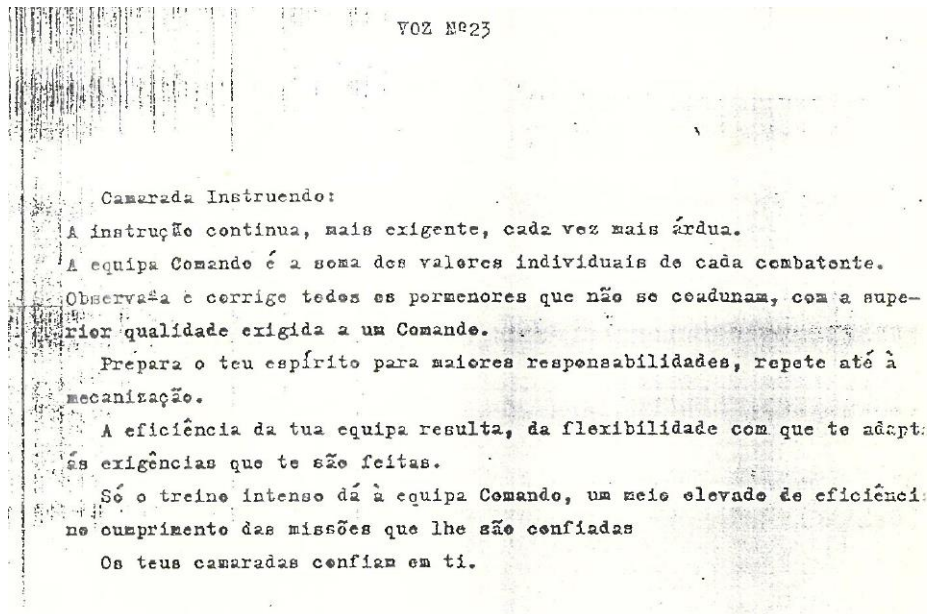 VOZ Nº23
Camarada Instruendo:
A instrução continua, mais exigente, cada vez mais árdua.
A equipa Comando é a soma dos valores individuais de cada combatente.
Observa-a e corrige todos os pormenores que não se coadunam, com a supe-
rior qualidade exigida a um Comando.
Prepara o teu espírito para maiores responsabilidades, repete até à
mecanização.
A eficiência da tua equipa resulta, da flexibilidade com que te adapt
ás exigências que te são feitas.
Só o treino intenso dá à equipa Comando, um meio elevado de eficiênci
no cumprimento das missões que lhe são confiadas
Os teus camaradas confiam em ti.